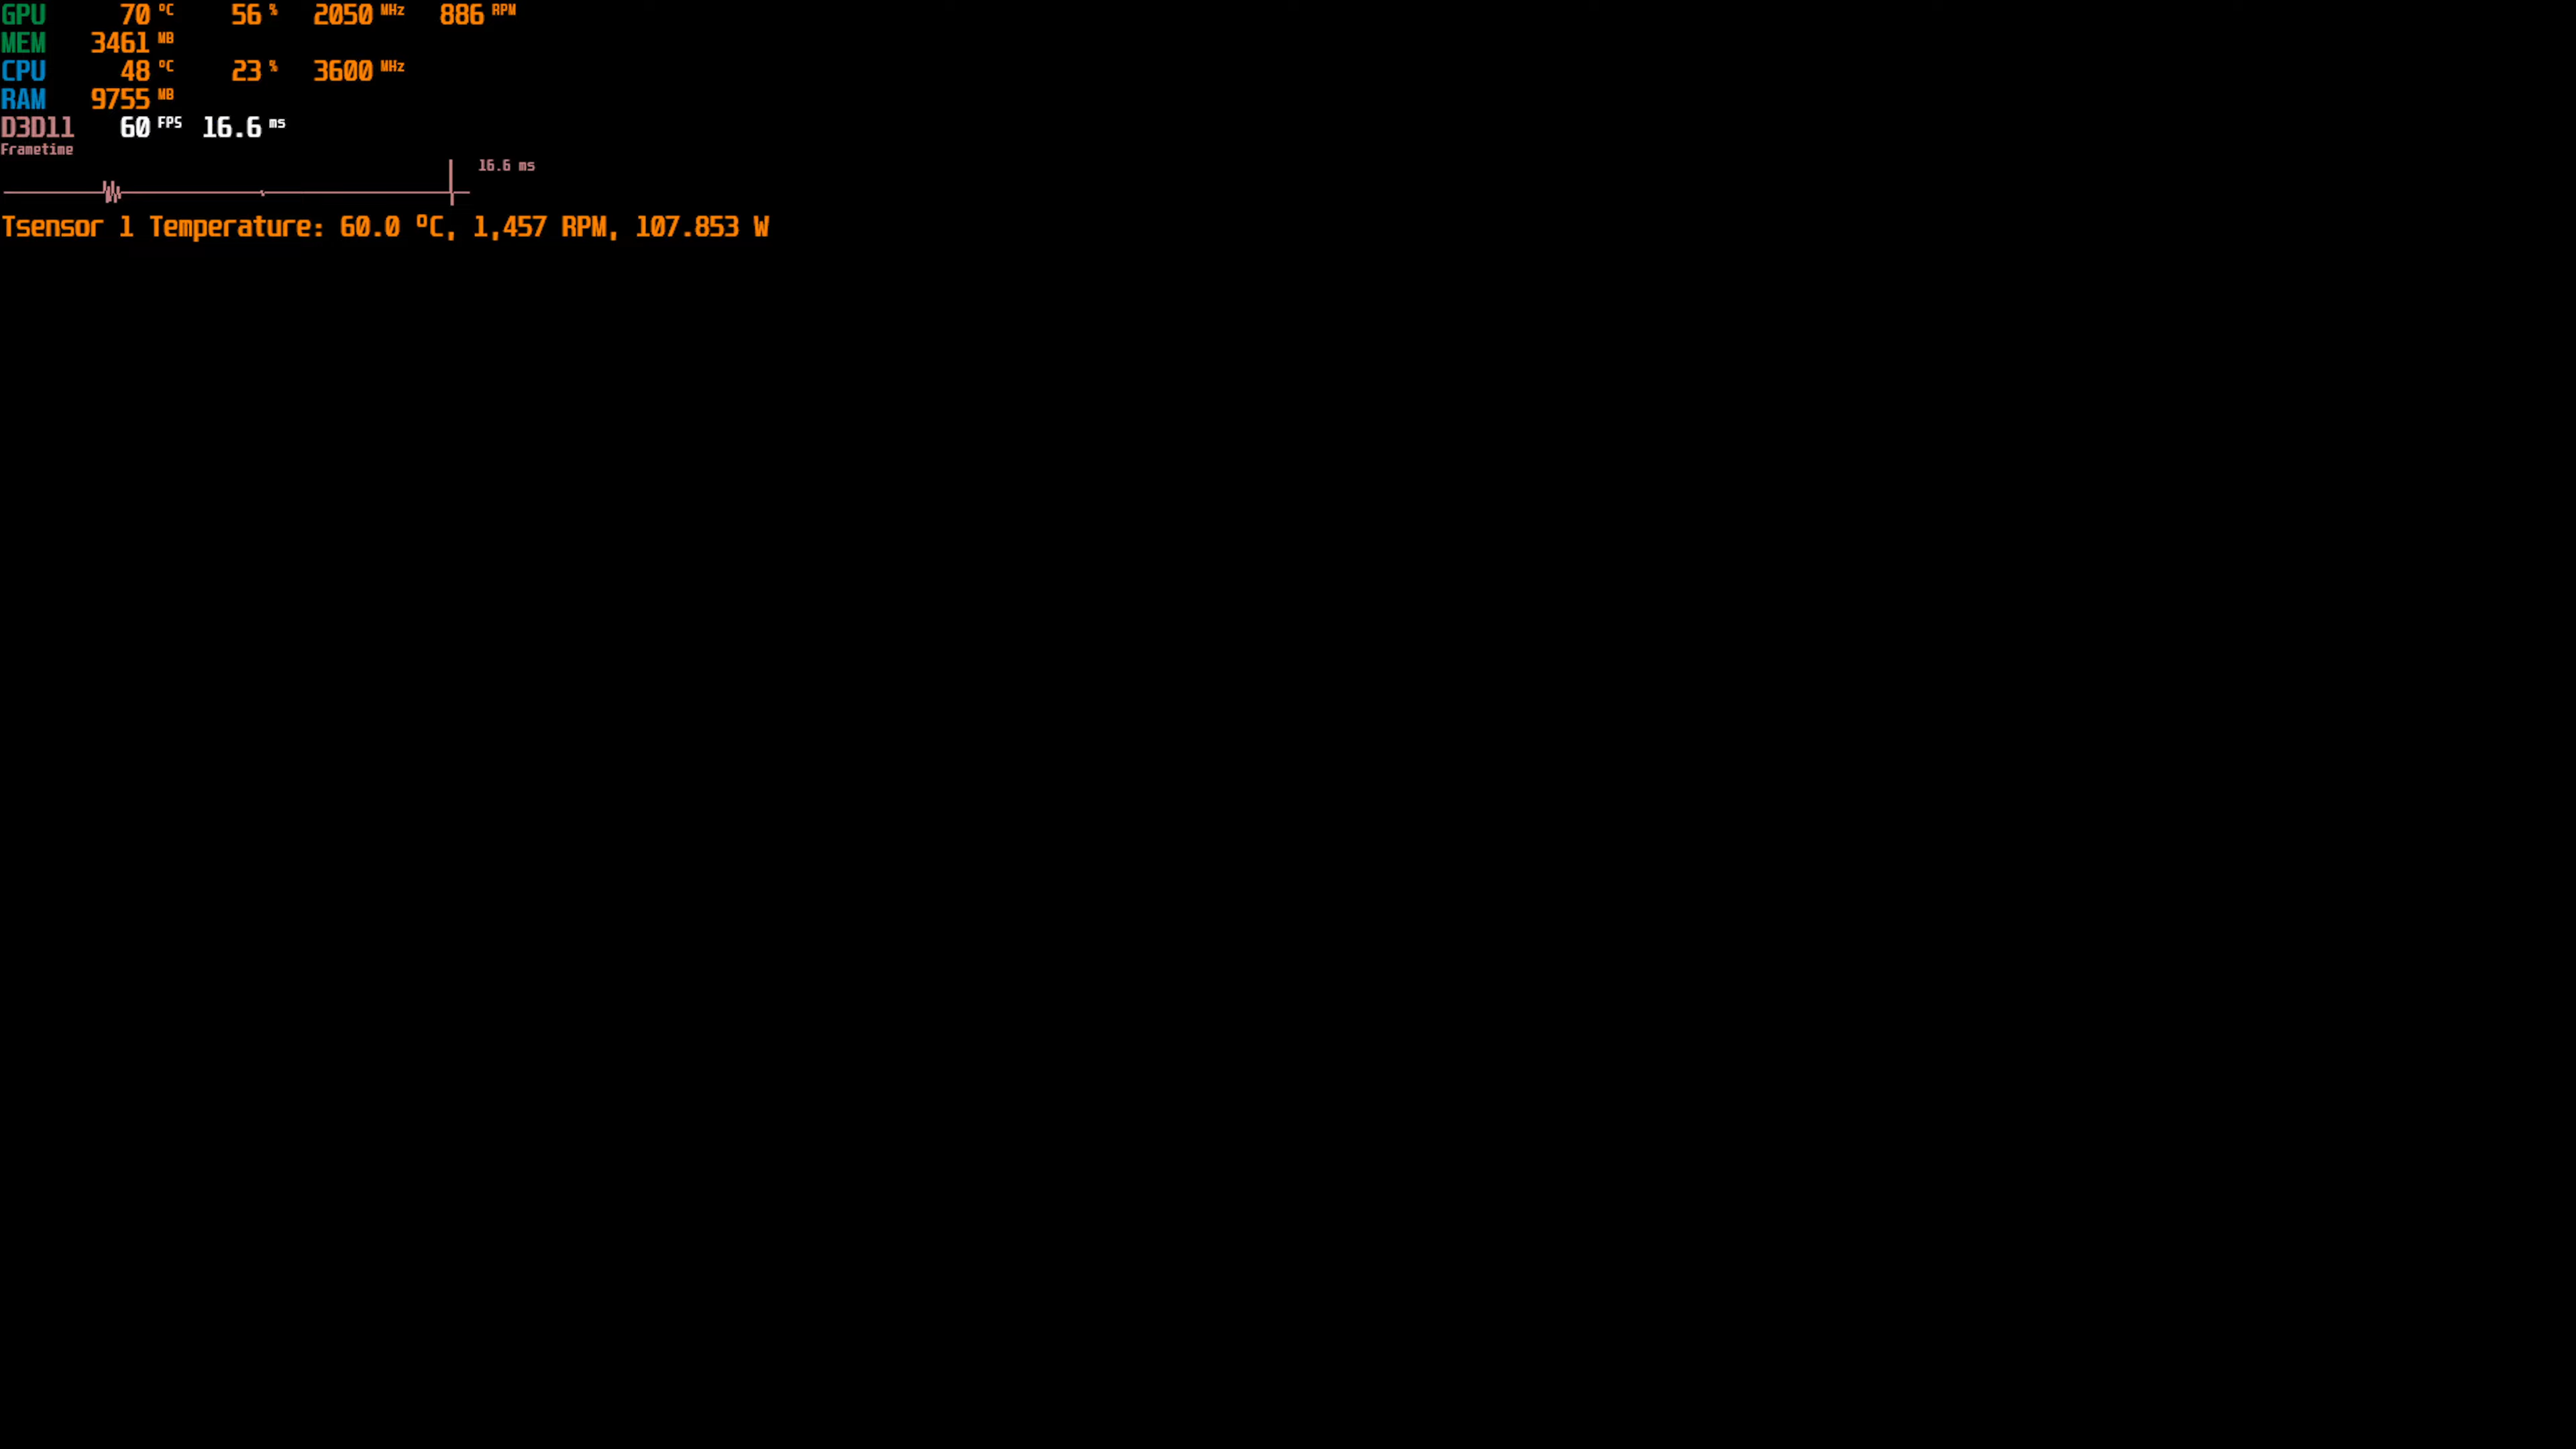 GPU 70 °C 56 % 2050 MHz 886 RPM
MEM 3461 MB
CPU 48 °C 23 % 3600 MHz
RAM 9755 MB
D3D11 60 FPS 16.6 ms
Frametime
16.6 ms
Tsensor 1 Temperature: 60.0 °C, 1,457 RPM, 107.853 W